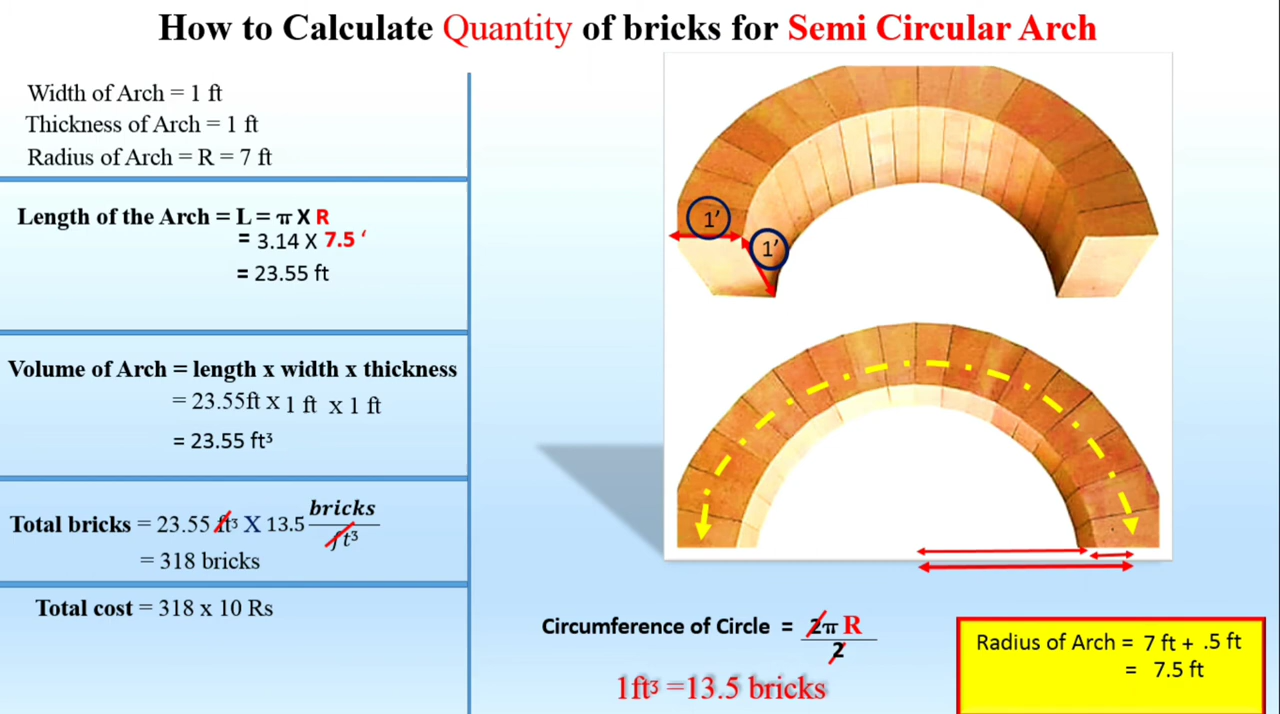 How to Calculate Quantity of bricks for Semi Circular Arch
Width of Arch = 1 ft
Thickness of Arch = 1 ft
Radius of Arch = R = 7 ft
Length of the Arch = L = π X R
= 3.14 X 7.5 ‘
= 23.55 ft
Volume of Arch = length x width x thickness
= 23.55ft x 1 ft x 1 ft
= 23.55 ft³
Total bricks = 23.55 ft³ X 13.5 bricks/ft³
= 318 bricks
Total cost = 318 x 10 Rs
1’
1’
Circumference of Circle = 2πR/2
1ft³ =13.5 bricks
Radius of Arch = 7 ft + .5 ft
= 7.5 ft